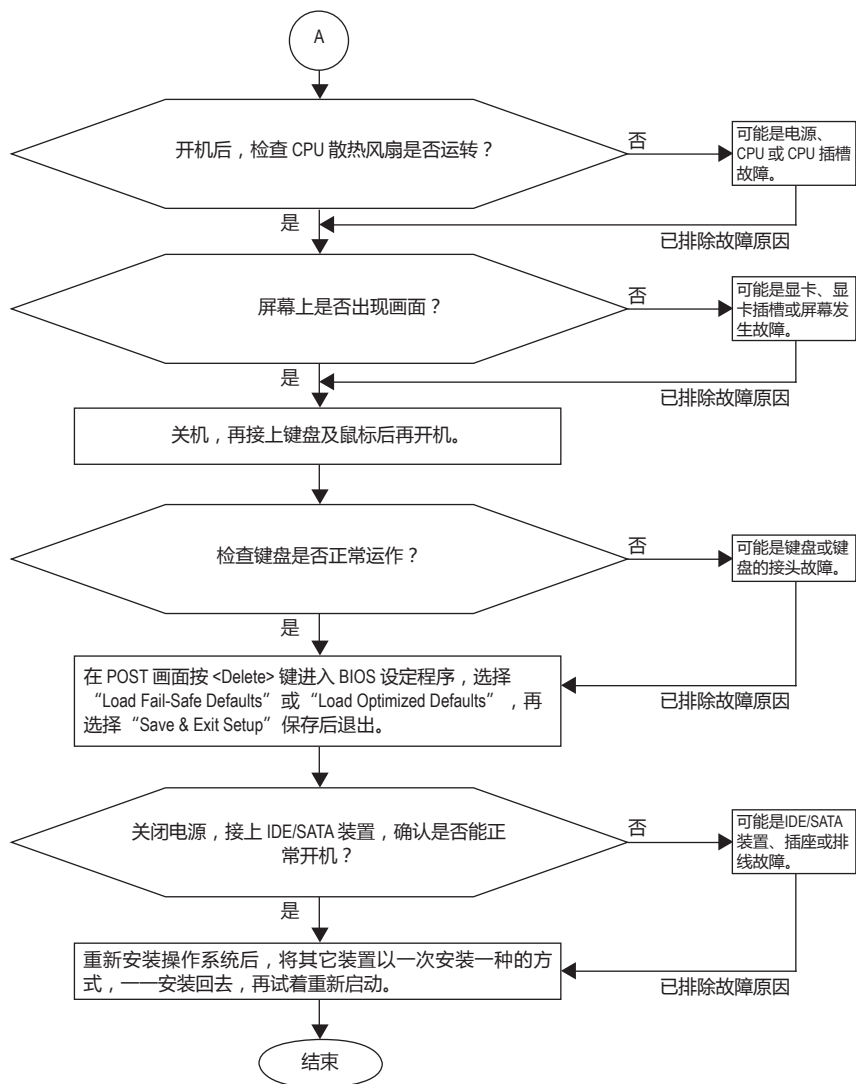 A
开机后，检查 CPU 散热风扇是否运转？
否
可能是电源、
CPU 或 CPU 插槽
故障。
是
已排除故障原因
屏幕上是否出现画面？
否
可能是显卡、显
卡插槽或屏幕发
生故障。
是
已排除故障原因
关机，再接上键盘及鼠标后再开机。
检查键盘是否正常运作？
否
可能是键盘或键
盘的接头故障。
是
在 POST 画面按 <Delete> 键进入 BIOS 设定程序，选择
“Load Fail-Safe Defaults”或“Load Optimized Defaults”，再
选择“Save & Exit Setup”保存后退出。
已排除故障原因
关闭电源，接上 IDE/SATA 装置，确认是否能正
常开机？
否
可能是IDE/SATA
装置、插座或排
线故障。
是
重新安装操作系统后，将其它装置以一次安装一种的方
式，一一安装回去，再试着重新启动。
已排除故障原因
结束